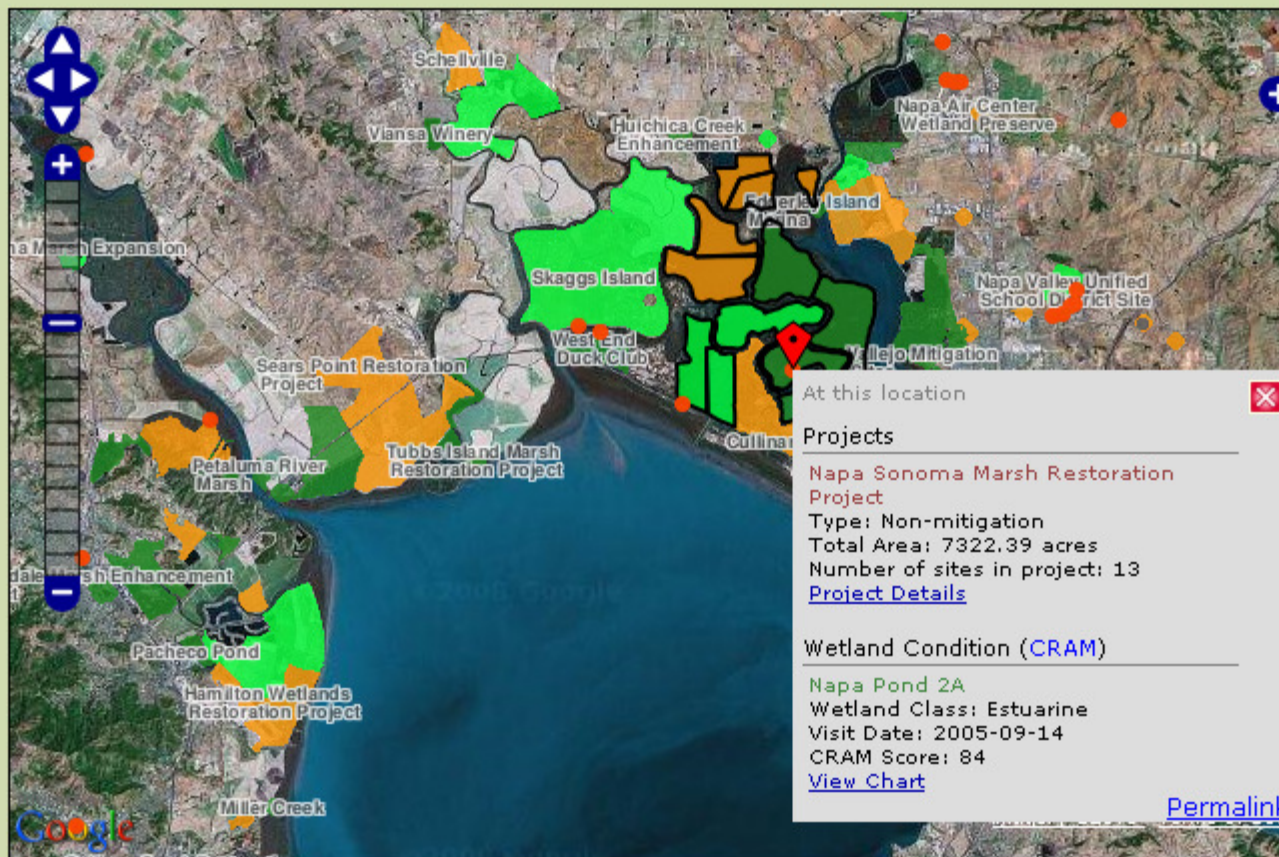 Schellville
Viansa Winery
Huichica Creek
Enhancement
Napa Air Center
Wetland Preserve
Edgerley Island
Marina
Marsh Expansion
Skaggs Island
Napa Valley Unified
School District Site
West End
Duck Club
Vallejo Mitigation
Sears Point Restoration
Project
Tubbs Island Marsh
Restoration Project
Petaluma River
Marsh
Marsh Enhancement
Pacheco Pond
Hamilton Wetlands
Restoration Project
Miller Creek
Google
At this location
Projects
Napa Sonoma Marsh Restoration
Project
Type: Non-mitigation
Total Area: 7322.39 acres
Number of sites in project: 13
Project Details
Wetland Condition (CRAM)
Napa Pond 2A
Wetland Class: Estuarine
Visit Date: 2005-09-14
CRAM Score: 84
View Chart
Permalink